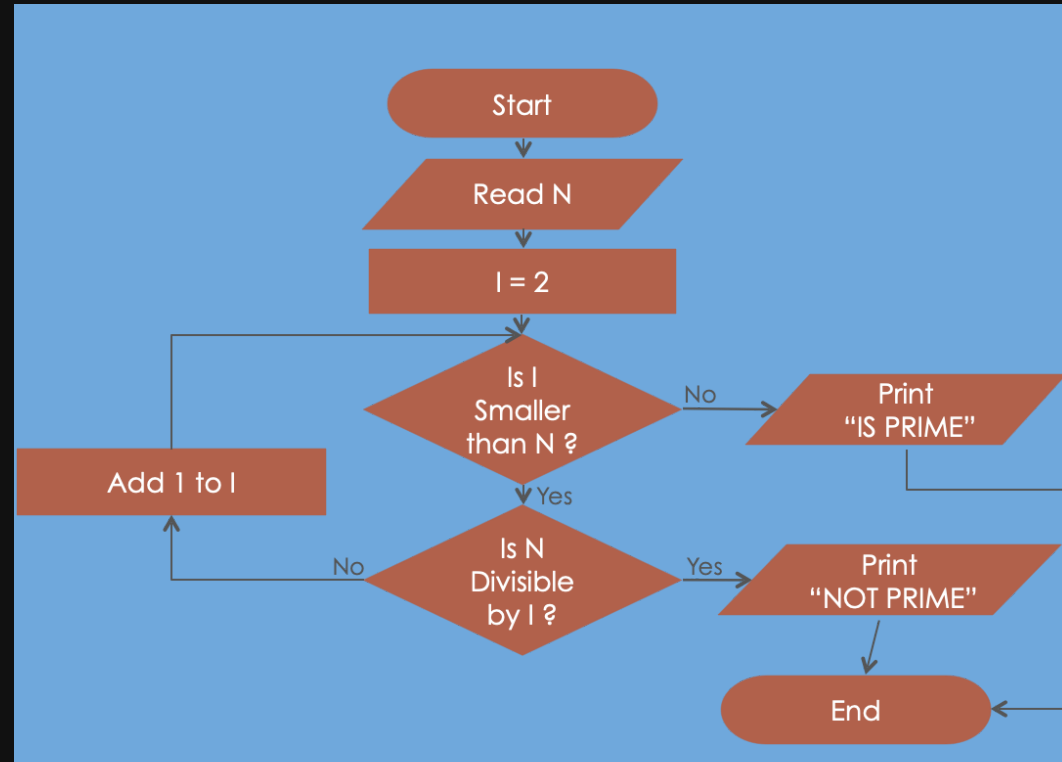 Start
Read N
I = 2
Is I
Smaller
than N ?
No
Print
“IS PRIME”
Add 1 to I
Yes
Is N
Divisible
by I ?
No
Yes
Print
“NOT PRIME”
End